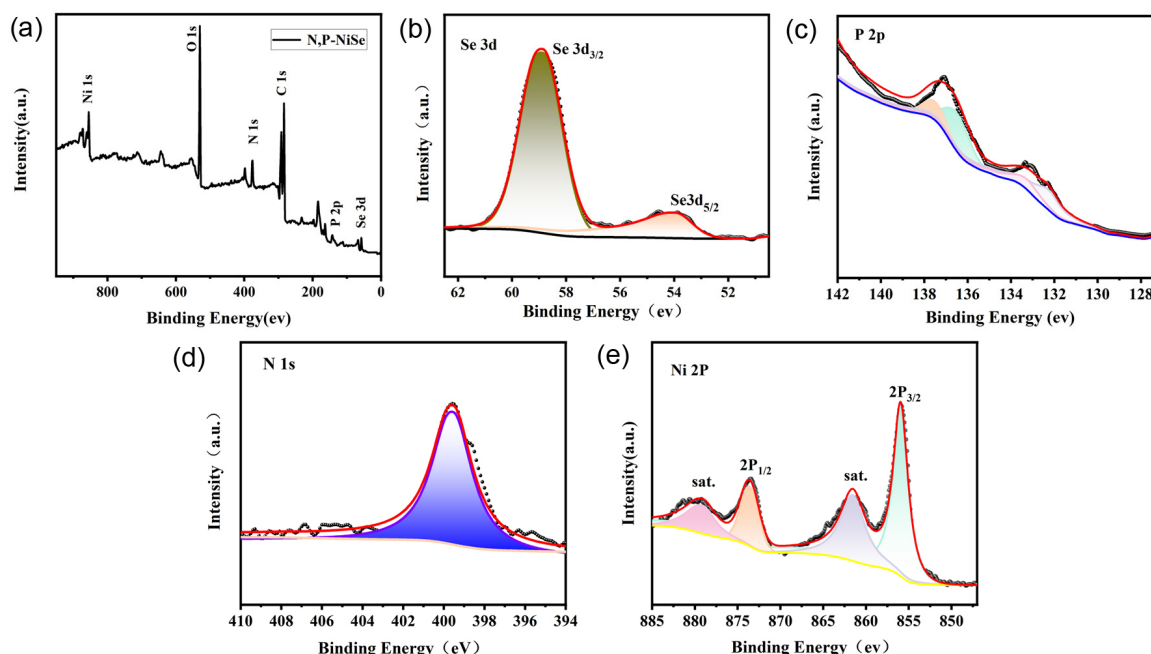 (a)
N,P-NiSe
Ni 1s
O 1s
N 1s
C 1s
P 2p
Se 3d
Intensity(a.u.)
800 600 400 200 0
Binding Energy(ev)
(b)
Se 3d
Se 3d3/2
Se3d5/2
Intensity（a.u.）
62 60 58 56 54 52
Binding Energy（ev）
(c)
P 2p
Intensity (a.u.)
142 140 138 136 134 132 130 128
Binding Energy (ev)
(d)
N 1s
Intensity（a.u.）
410 408 406 404 402 400 398 396 394
Binding Energy（eV）
(e)
Ni 2P
2P3/2
2P1/2
sat.
sat.
Intensity(a.u.)
885 880 875 870 865 860 855 850
Binding Energy（ev）